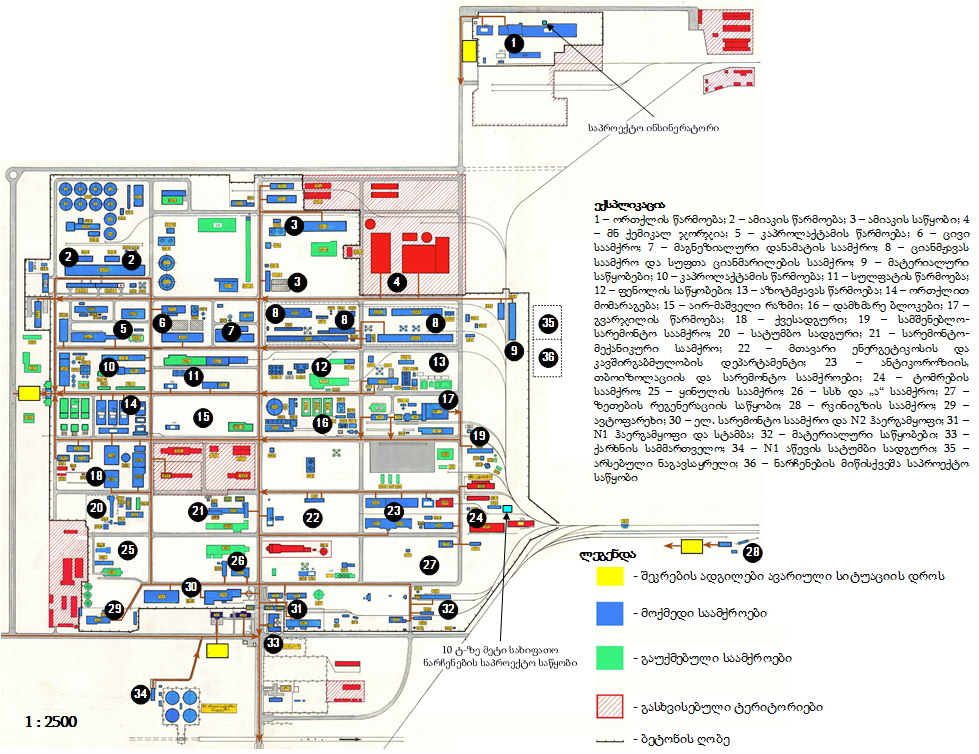 1
საპროექტო ინსინერატორი
ექსპლიკაცია
1 – ორთქლის წარმოება; 2 – ამიაკის წარმოება; 3 – ამიაკის საწყობი; 4
– მნ ქემიკალ ჯორჯია; 5 – კაპროლაქტამის წარმოება; 6 – ცივი
საამქრო; 7 – მაგნეზიალური დანამატის საამქრო; 8 – ციანმჟავას
საამქრო და სუფთა ციანმარილების საამქრო; 9 – მატერიალური
საწყობები; 10 – კაპროლაქტამის წარმოება; 11 – სულფატის წარმოება;
12 – ფენოლის საწყობები 13 – აზოტმჟავას წარმოება; 14 – ორთქლით
მომარაგება; 15 – აირ-მაშველი რაზმი; 16 – დამხმარე ბლოკები; 17 –
გვარჯილის წარმოება; 18 – ქვესადგური; 19 – სამშენებლო-
სარემონტო საამქრო; 20 – სატუმბო სადგური; 21 – სარემონტო-
მექანიკური საამქრო; 22 – მთავარი ენერგეტიკოსის და
კავშირგაბმულობის დეპარტამენტი; 23 – ანტიკოროზიის,
თბოიზოლაციის და სარემონტო საამქროები; 24 – ტომრების
საამქრო; 25 – ყინულის საამქრო; 26 – სსხ და „ა“ საამქრო; 27 –
ზეთების რეგენერაციის საწყობი; 28 – რკინიგზის საამქრო; 29 –
ავტოფარეხი; 30 – ელ. სარემონტო საამქრო და N2 ჰაერგამყოფი; 31 –
N1 ჰაერგამყოფი და სტამბა; 32 – მატერიალური საწყობები; 33 –
ქარხნის სამმართველო; 34 – N1 აწევის სატუმბი სადგური; 35 –
არსებული ნაგავსაყრელი; 36 – ნარჩენების მიწისქვეშა საპროექტო
საწყობი
2
2
3
3
4
5
6
7
8
8
8
9
35
36
10
11
12
13
14
15
16
17
18
19
20
21
22
23
24
25
26
27
28
29
30
31
32
33
34
10 ტ-ზე მეტი სახიფათო
ნარჩენების საპროექტო საწყობი
1 : 2500
ლეგენდა
- შეკრების ადგილები ავარიული სიტუაციის დროს
- მოქმედი საამქროები
- გაუქმებული საამქროები
- გასხვისებული ტერიტორიები
- ბეტონის ღობე